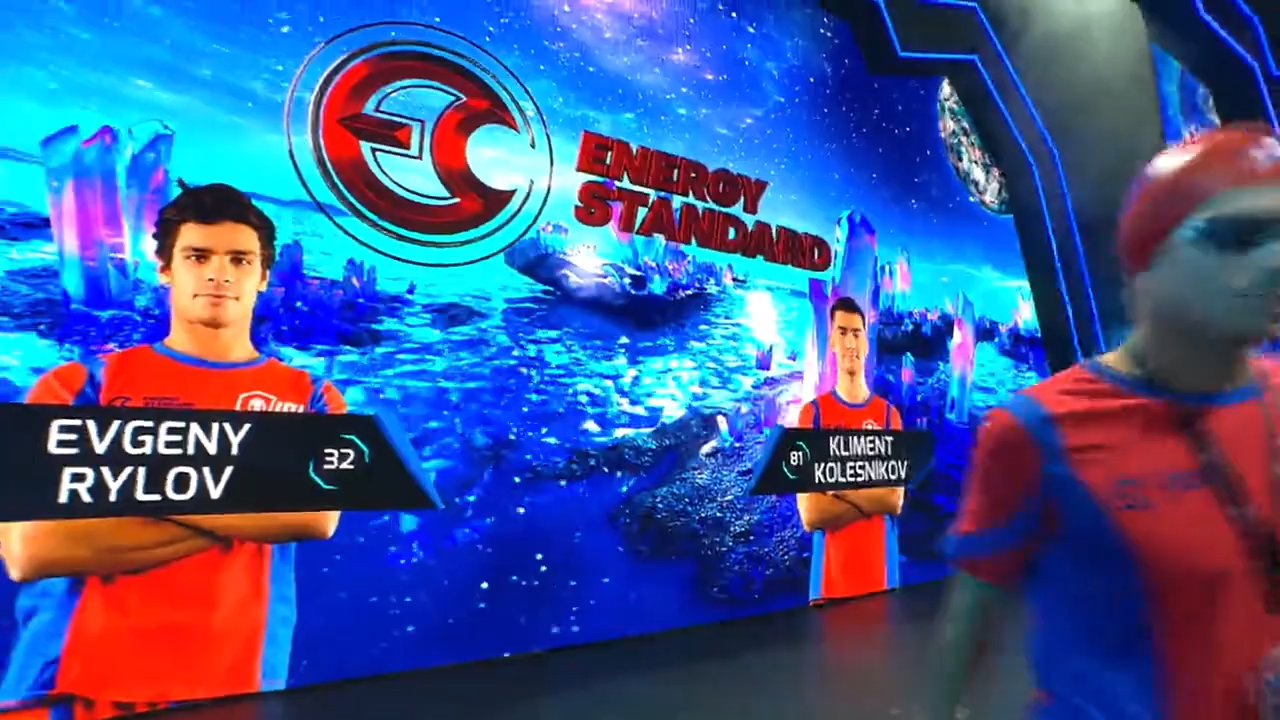 ENERGY
STANDARD
EVGENY
RYLOV
32
81
KLIMENT
KOLESNIKOV